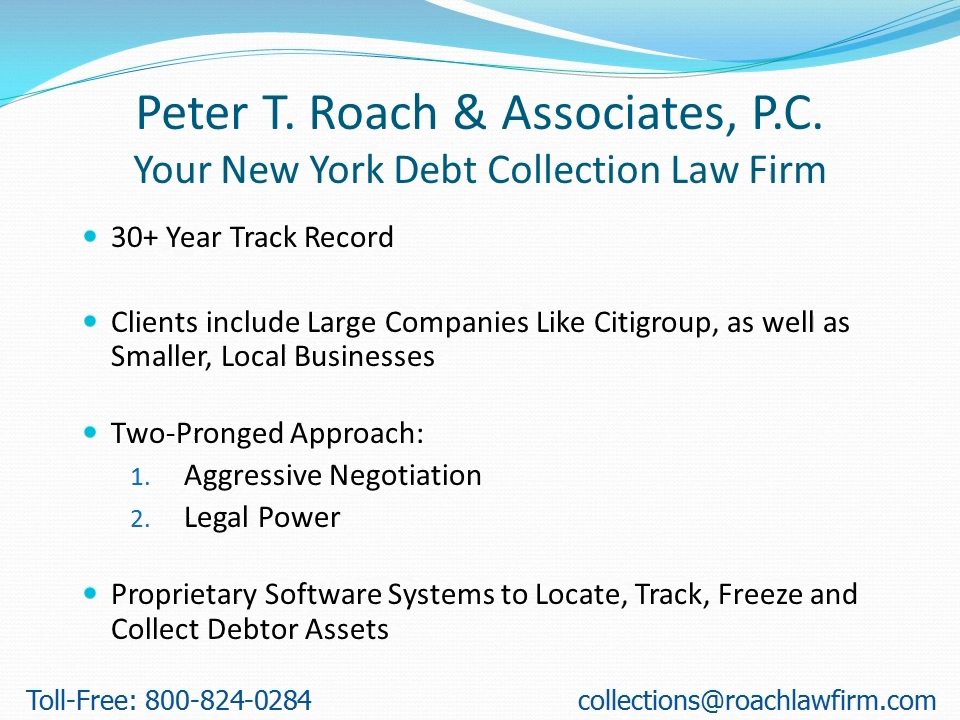 Peter T. Roach & Associates, P.C.
Your New York Debt Collection Law Firm
• 30+ Year Track Record
• Clients include Large Companies Like Citigroup, as well as
Smaller, Local Businesses
• Two-Pronged Approach:
1. Aggressive Negotiation
2. Legal Power
• Proprietary Software Systems to Locate, Track, Freeze and
Collect Debtor Assets
Toll-Free: 800-824-0284 collections@roachlawfirm.com